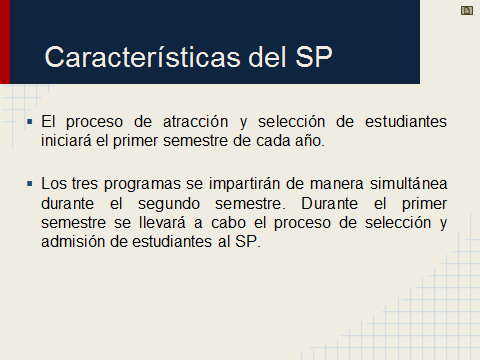 Características del SP
El proceso de atracción y selección de estudiantes
iniciará el primer semestre de cada año.
Los tres programas se impartirán de manera simultánea
durante el segundo semestre. Durante el primer
semestre se llevará a cabo el proceso de selección y
admisión de estudiantes al SP.